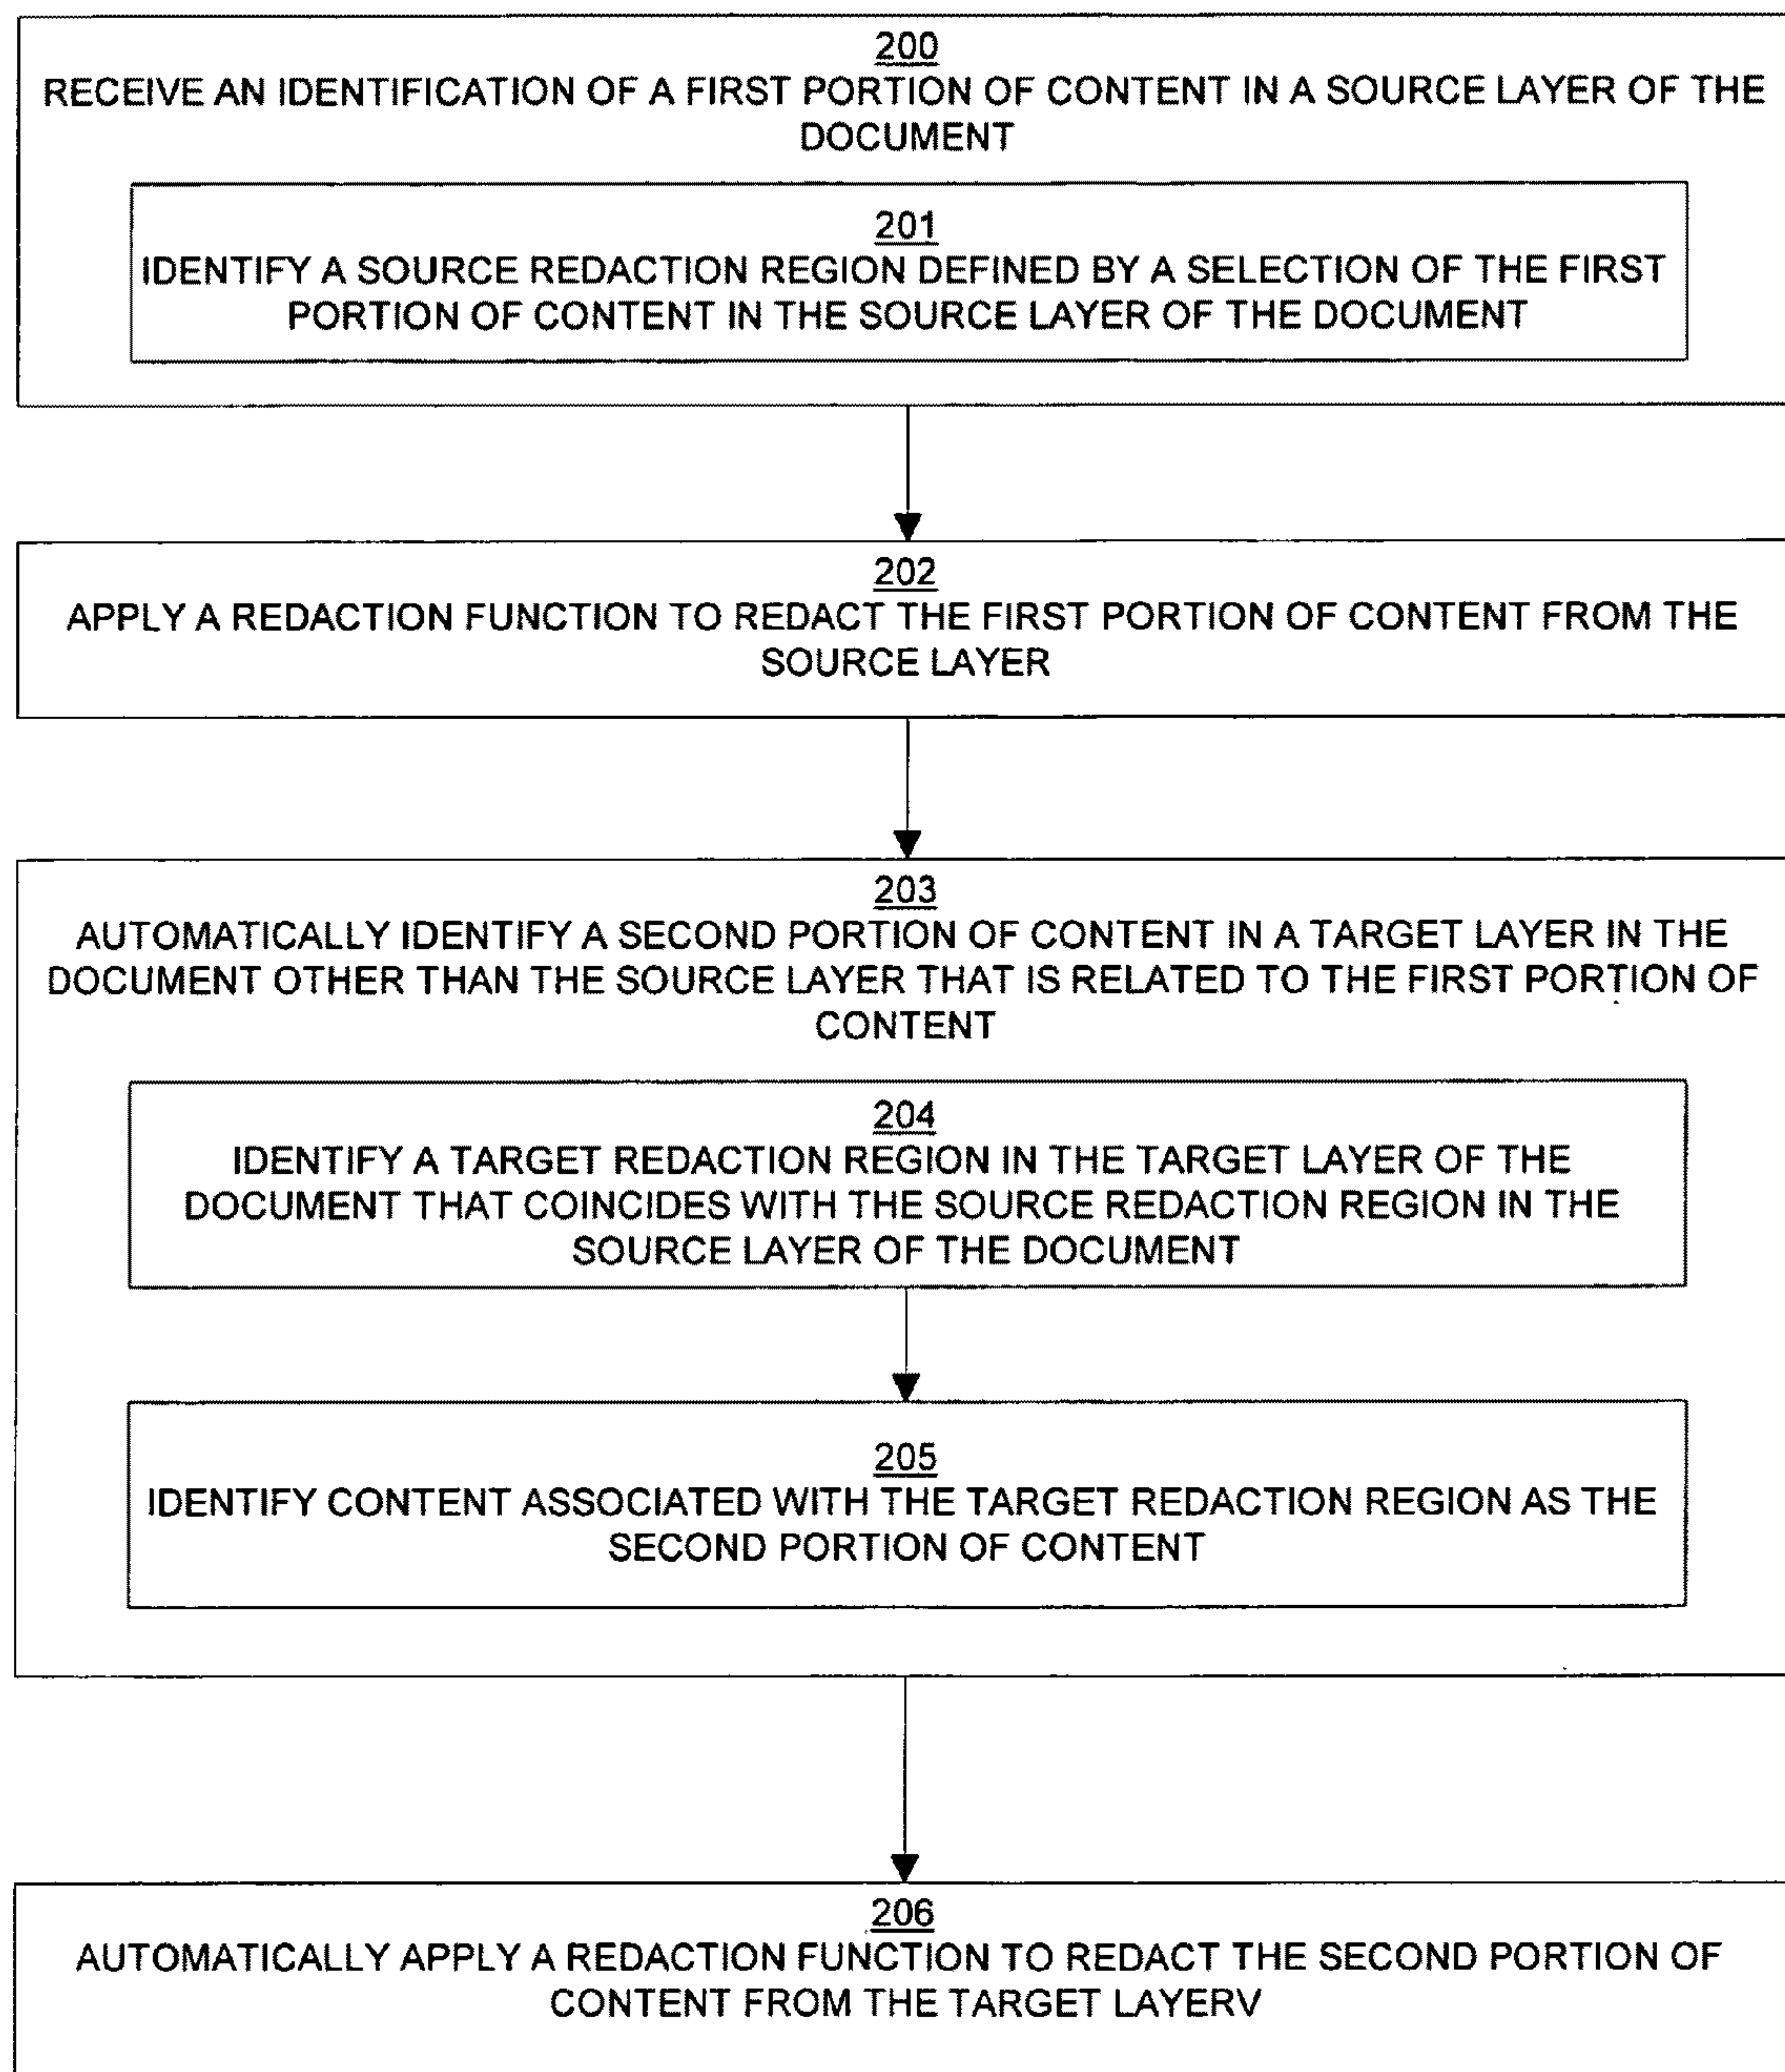 200
RECEIVE AN IDENTIFICATION OF A FIRST PORTION OF CONTENT IN A SOURCE LAYER OF THE
DOCUMENT
201
IDENTIFY A SOURCE REDACTION REGION DEFINED BY A SELECTION OF THE FIRST
PORTION OF CONTENT IN THE SOURCE LAYER OF THE DOCUMENT
202
APPLY A REDACTION FUNCTION TO REDACT THE FIRST PORTION OF CONTENT FROM THE
SOURCE LAYER
203
AUTOMATICALLY IDENTIFY A SECOND PORTION OF CONTENT IN A TARGET LAYER IN THE
DOCUMENT OTHER THAN THE SOURCE LAYER THAT IS RELATED TO THE FIRST PORTION OF
CONTENT
204
IDENTIFY A TARGET REDACTION REGION IN THE TARGET LAYER OF THE
DOCUMENT THAT COINCIDES WITH THE SOURCE REDACTION REGION IN THE
SOURCE LAYER OF THE DOCUMENT
205
IDENTIFY CONTENT ASSOCIATED WITH THE TARGET REDACTION REGION AS THE
SECOND PORTION OF CONTENT
206
AUTOMATICALLY APPLY A REDACTION FUNCTION TO REDACT THE SECOND PORTION OF
CONTENT FROM THE TARGET LAYERV